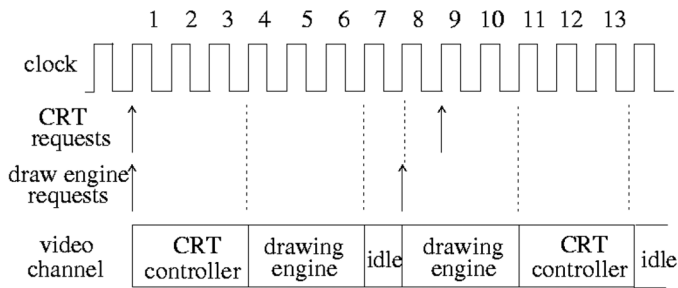 1 2 3 4 5 6 7 8 9 10 11 12 13
clock
CRT
requests
draw engine
requests
video
channel
CRT
controller
drawing
engine
idle
drawing
engine
CRT
controller
idle